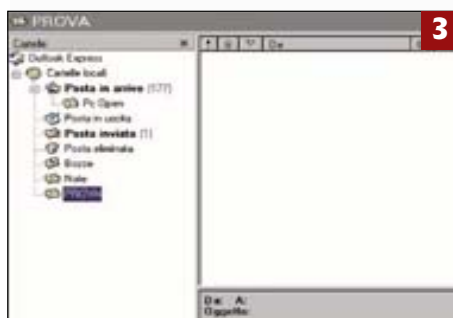 PROVA
3
Cartelle
! Da
Outlook Express
Cartelle locali
Posta in arrivo (177)
Pc Open
Posta in uscita
Posta inviata (1)
Posta eliminata
Bozze
PROVA
Da: A:
Oggetto: